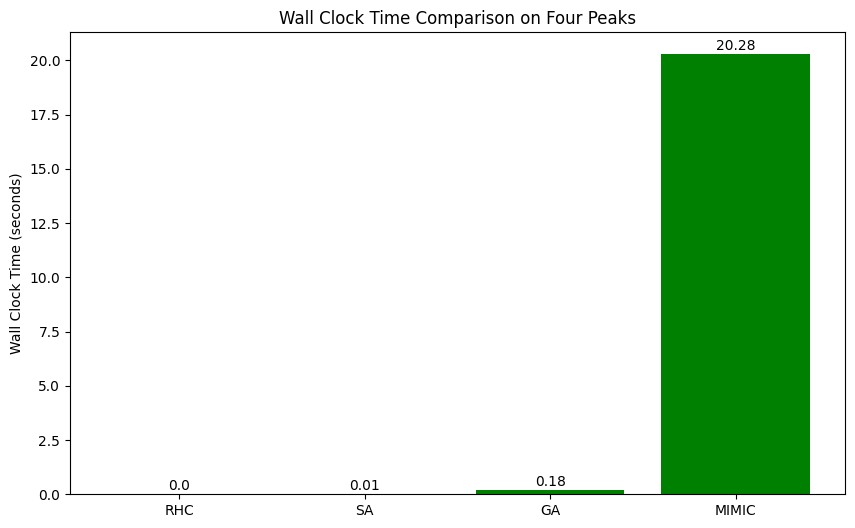 Wall Clock Time Comparison on Four Peaks
Wall Clock Time (seconds)
20.0
17.5
15.0
12.5
10.0
7.5
5.0
2.5
0.0
0.0
0.01
0.18
20.28
RHC
SA
GA
MIMIC